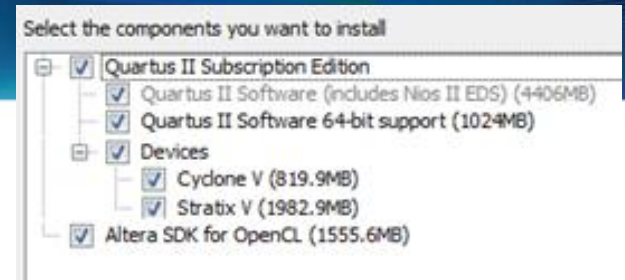 Select the components you want to install
Quartus II Subscription Edition
Quartus II Software (includes Nios II EDS) (4406MB)
Quartus II Software 64-bit support (1024MB)
Devices
Cyclone V (819.9MB)
Stratix V (1982.9MB)
Altera SDK for OpenCL (1555.6MB)